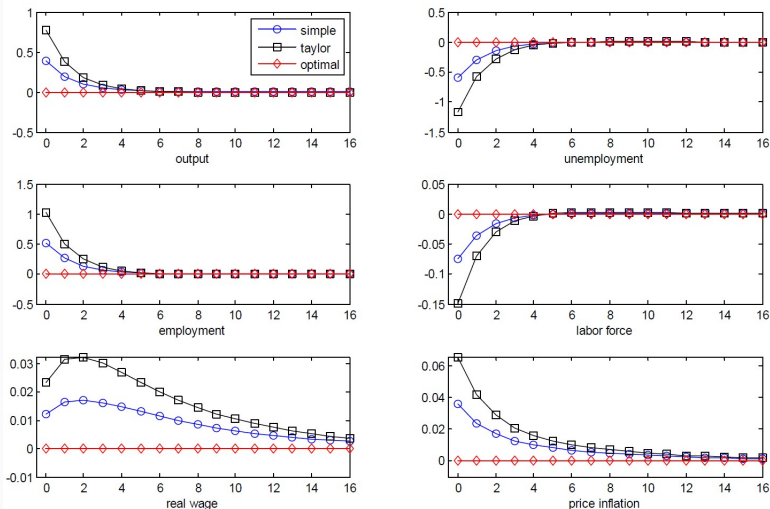 1
0.5
0
-0.5
0 2 4 6 8 10 12 14 16
output
simple
taylor
optimal
0.5
0
-0.5
-1
-1.5
0 2 4 6 8 10 12 14 16
unemployment
1.5
1
0.5
0
-0.5
0 2 4 6 8 10 12 14 16
employment
0.05
0
-0.05
-0.1
-0.15
0 2 4 6 8 10 12 14 16
labor force
0.03
0.02
0.01
0
-0.01
0 2 4 6 8 10 12 14 16
real wage
0.06
0.04
0.02
0
0 2 4 6 8 10 12 14 16
price inflation